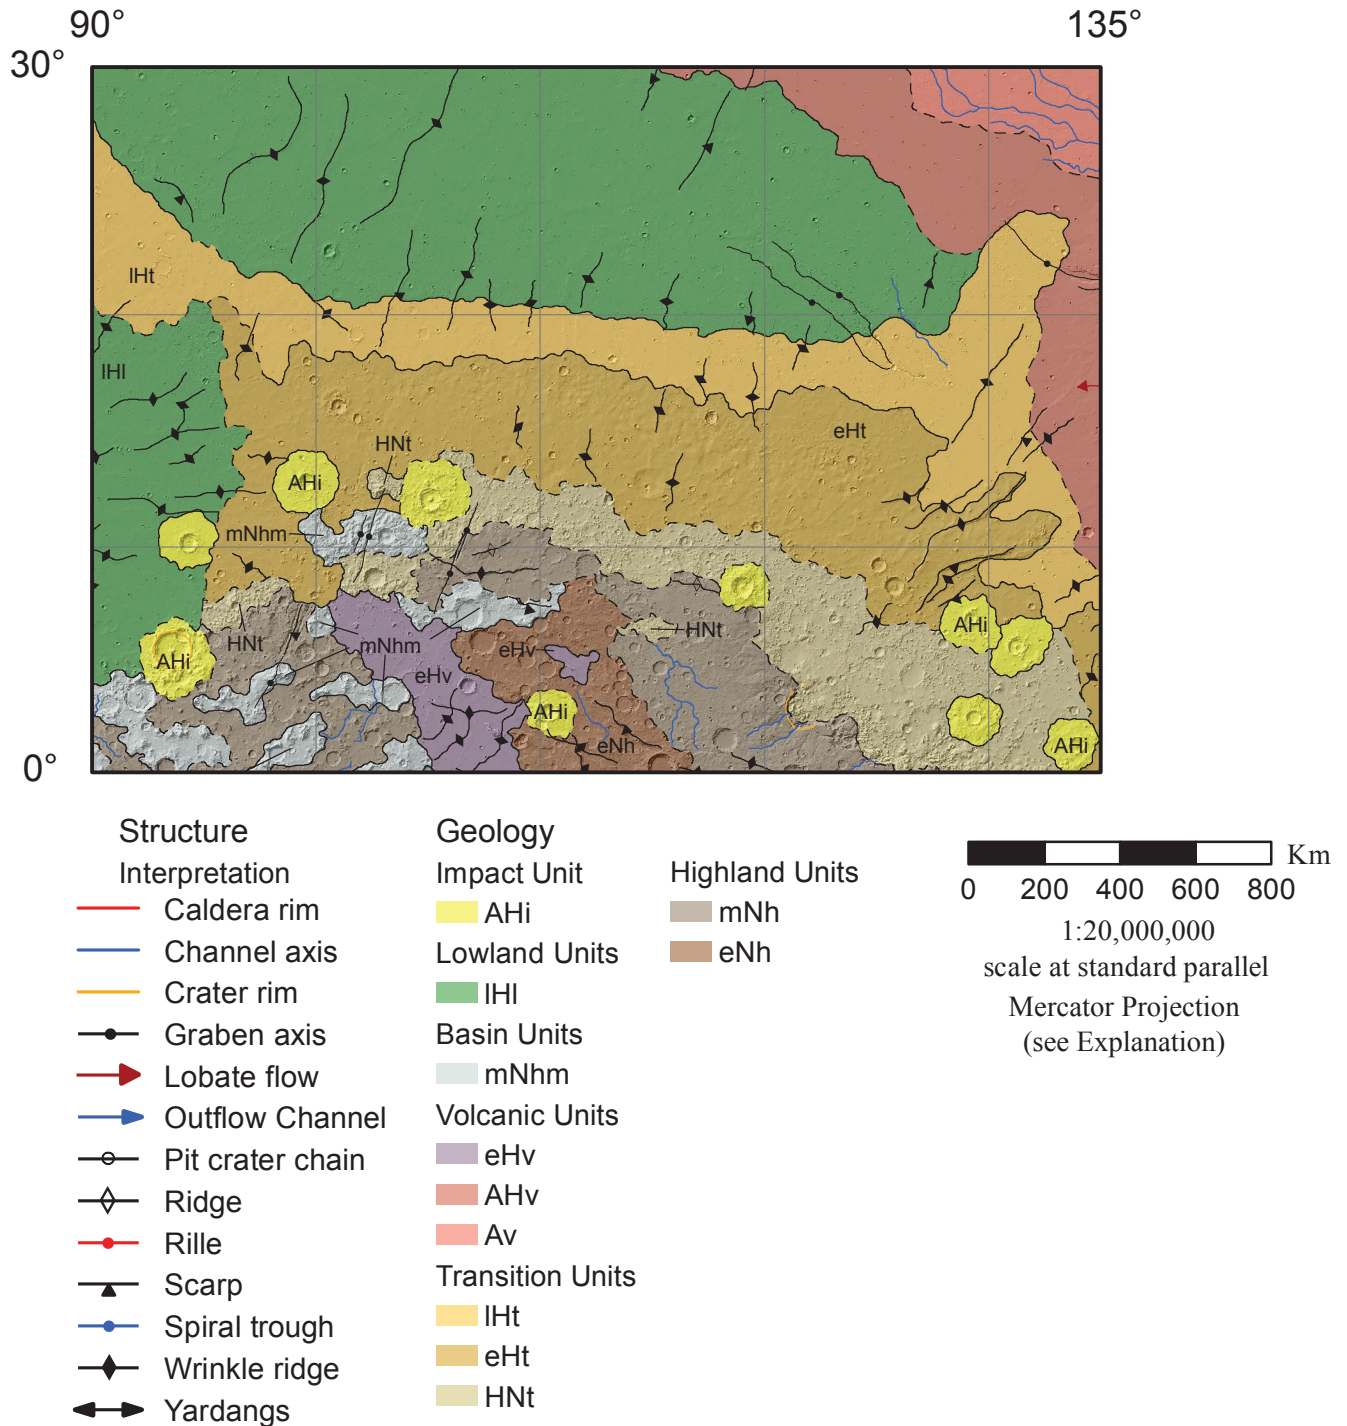 90°
135°
30°
lHt
lHl
HNt
eHt
AHi
mNhm
HNt
mNhm
HNt
AHi
eHv
eHv
AHi
AHi
eNh
AHi
0°
Structure
Interpretation
Caldera rim
Channel axis
Crater rim
Graben axis
Lobate flow
Outflow Channel
Pit crater chain
Ridge
Rille
Scarp
Spiral trough
Wrinkle ridge
Yardangs
Geology
Impact Unit
AHi
Lowland Units
lHl
Basin Units
mNhm
Volcanic Units
eHv
AHv
Av
Transition Units
lHt
eHt
HNt
Highland Units
mNh
eNh
Km
0 200 400 600 800
1:20,000,000
scale at standard parallel
Mercator Projection
(see Explanation)